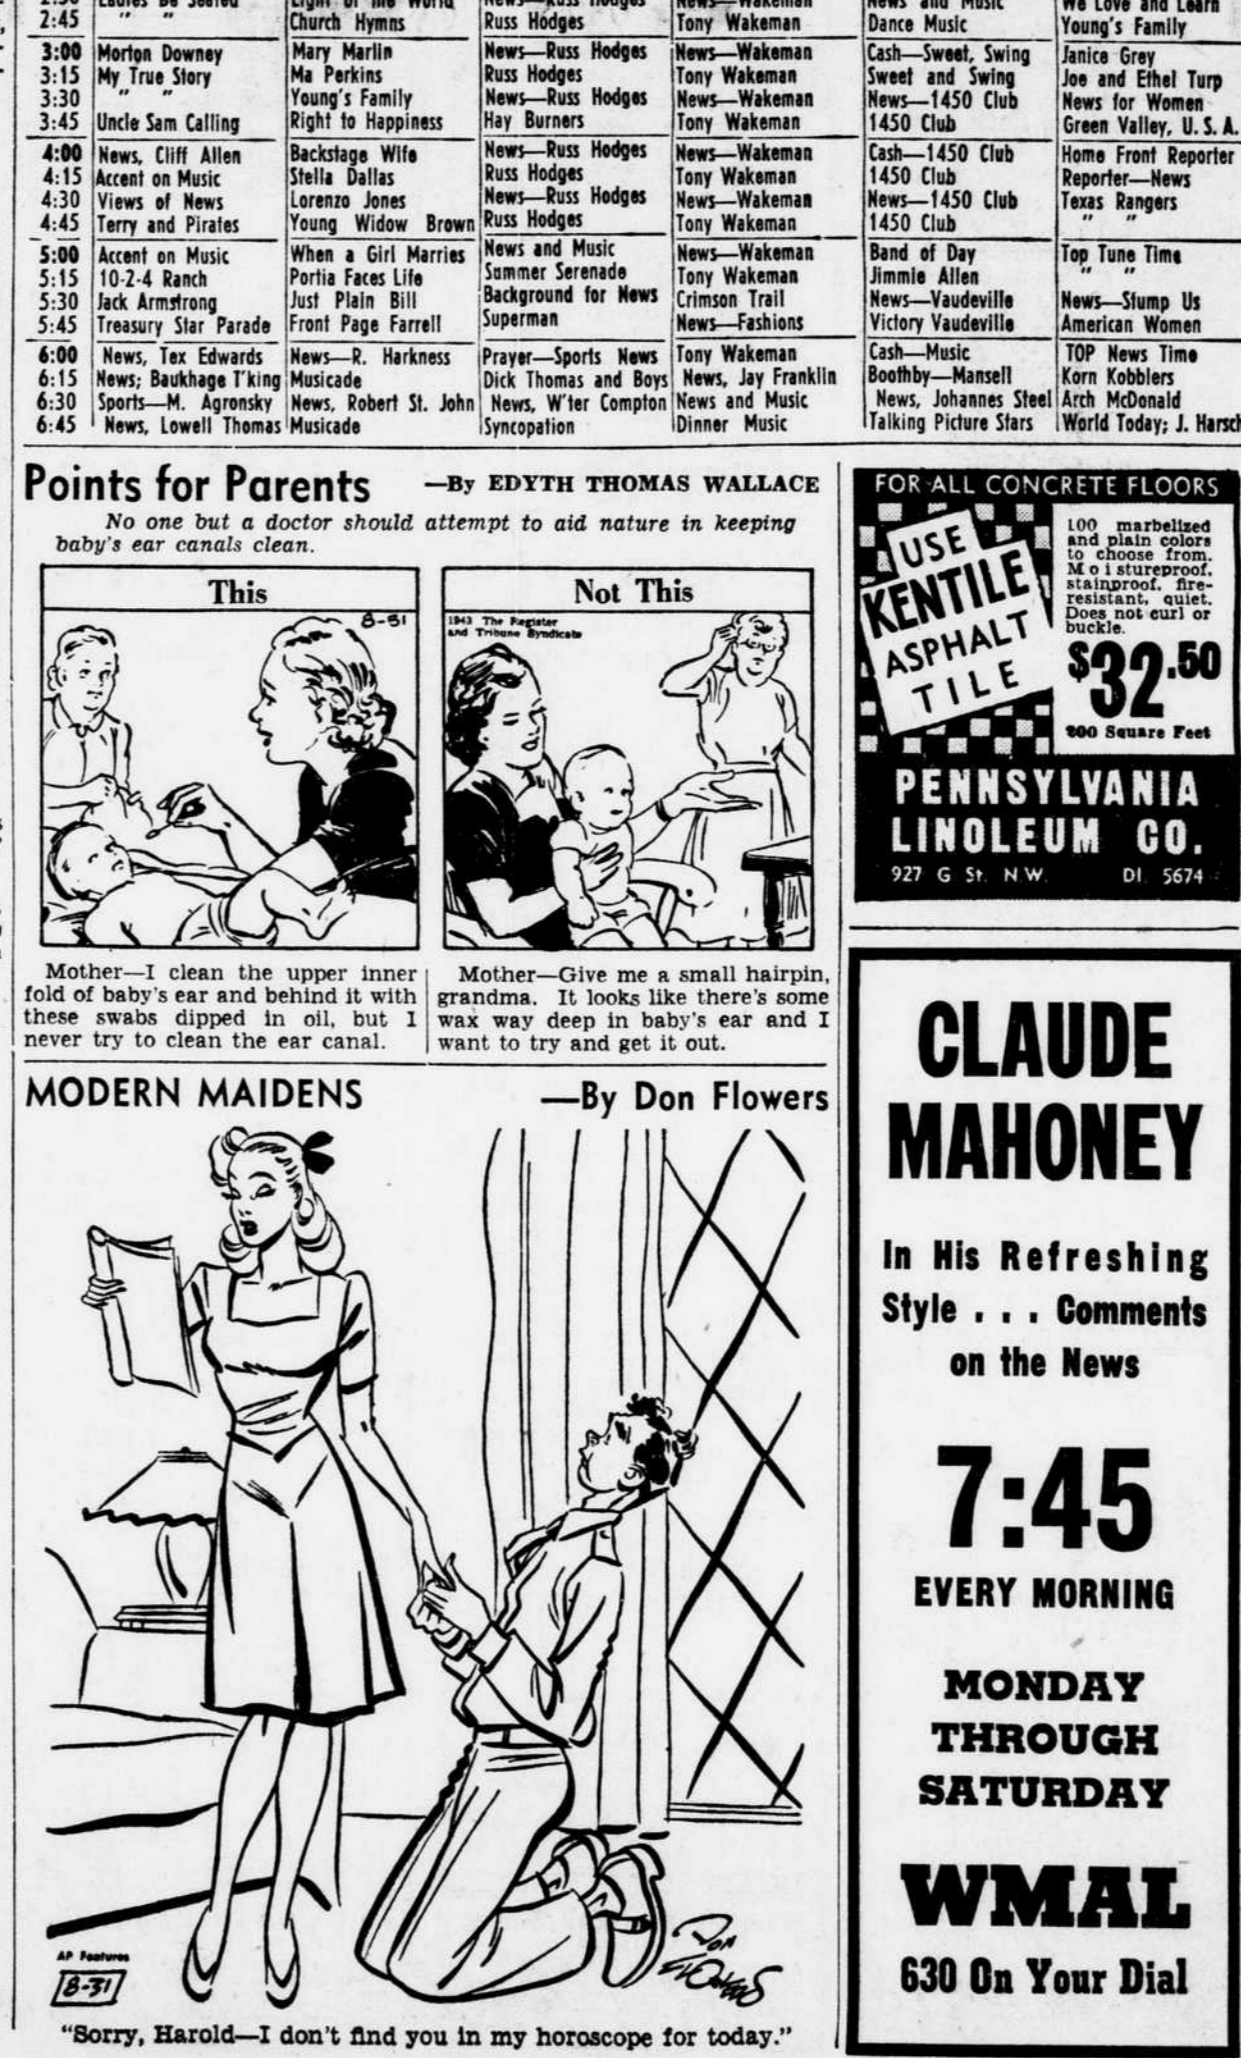 2:45 " " Church Hymns Russ Hodges Tony Wakeman Dance Music Young's Family
3:00 Morton Downey Mary Marlin News—Russ Hodges News—Wakeman Cash—Sweet, Swing Janice Grey
3:15 My True Story Ma Perkins Russ Hodges Tony Wakeman Sweet and Swing Joe and Ethel Turp
3:30 " " Young's Family News—Russ Hodges News—Wakeman News—1450 Club News for Women
3:45 Uncle Sam Calling Right to Happiness Hay Burners Tony Wakeman 1450 Club Green Valley, U. S. A.
4:00 News, Cliff Allen Backstage Wife News—Russ Hodges News—Wakeman Cash—1450 Club Home Front Reporter
4:15 Accent on Music Stella Dallas Russ Hodges Tony Wakeman 1450 Club Reporter—News
4:30 Views of News Lorenzo Jones News—Russ Hodges News—Wakeman News—1450 Club Texas Rangers
4:45 Terry and Pirates Young Widow Brown Russ Hodges Tony Wakeman 1450 Club " "
5:00 Accent on Music When a Girl Marries News and Music News—Wakeman Band of Day Top Tune Time
5:15 10-2-4 Ranch Portia Faces Life Summer Serenade Tony Wakeman Jimmie Allen " "
5:30 Jack Armstrong Just Plain Bill Background for News Crimson Trail News—Vaudeville News—Stump Us
5:45 Treasury Star Parade Front Page Farrell Superman News—Fashions Victory Vaudeville American Women
6:00 News, Tex Edwards News—R. Harkness Prayer—Sports News Tony Wakeman Cash—Music TOP News Time
6:15 News; Baukhage T'king Musicade Dick Thomas and Boys News, Jay Franklin Boothby—Mansell Korn Kobblers
6:30 Sports—M. Agronsky News, Robert St. John News, W'ter Compton News and Music News, Johannes Steel Arch McDonald
6:45 News, Lowell Thomas Musicade Syncopation Dinner Music Talking Picture Stars World Today; J. Harsch
Points for Parents —By EDYTH THOMAS WALLACE
No one but a doctor should attempt to aid nature in keeping
baby's ear canals clean.
This
8-31
Not This
1943 The Register
and Tribune Syndicate
Mother—I clean the upper inner
fold of baby's ear and behind it with
these swabs dipped in oil, but I
never try to clean the ear canal.
Mother—Give me a small hairpin,
grandma. It looks like there's some
wax way deep in baby's ear and I
want to try and get it out.
MODERN MAIDENS —By Don Flowers
AP Features
8-31
Don
Flowers
"Sorry, Harold—I don't find you in my horoscope for today."
FOR ALL CONCRETE FLOORS
USE
KENTILE
ASPHALT
TILE
100 marbelized
and plain colors
to choose from.
Moistureproof,
stainproof, fire-
resistant, quiet.
Does not curl or
buckle.
$32.50
200 Square Feet
PENNSYLVANIA
LINOLEUM CO.
927 G St. N.W. DI. 5674
CLAUDE
MAHONEY
In His Refreshing
Style . . . Comments
on the News
7:45
EVERY MORNING
MONDAY
THROUGH
SATURDAY
WMAL
630 On Your Dial